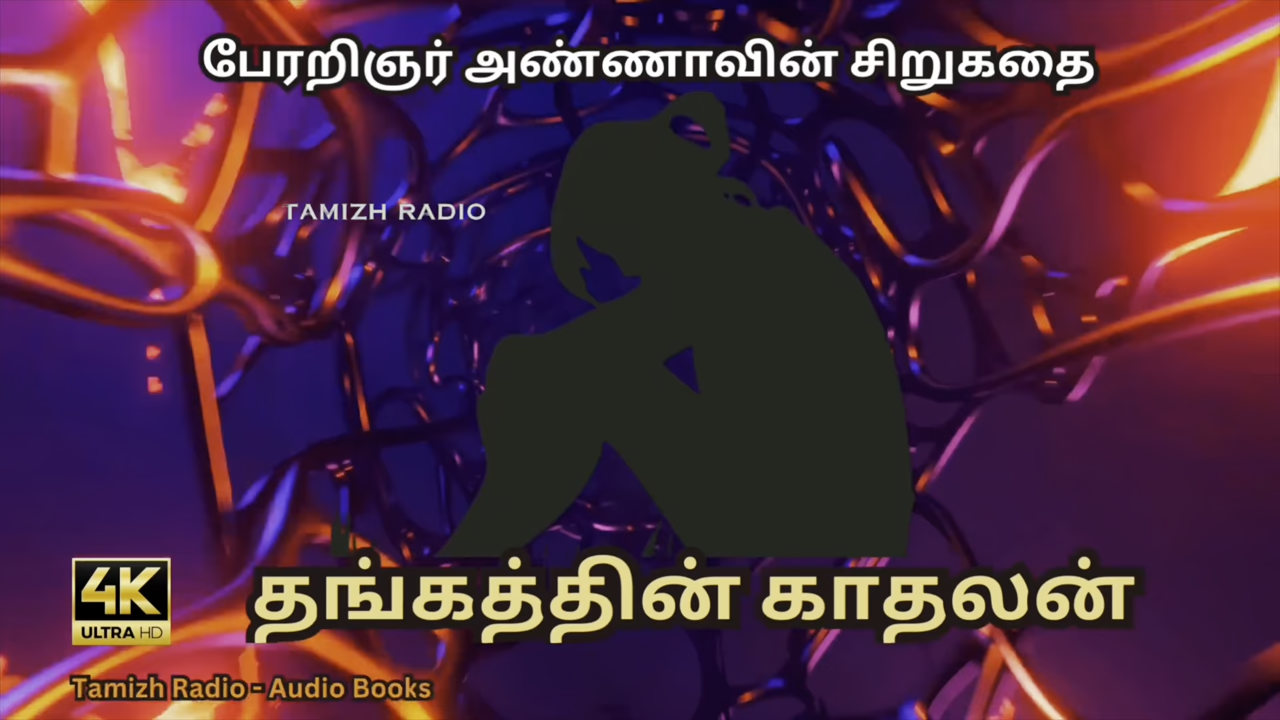 பேரறிஞர் அண்ணாவின் சிறுகதை
TAMIZH RADIO
தங்கத்தின் காதலன்
4K
ULTRA HD
Tamizh Radio - Audio Books